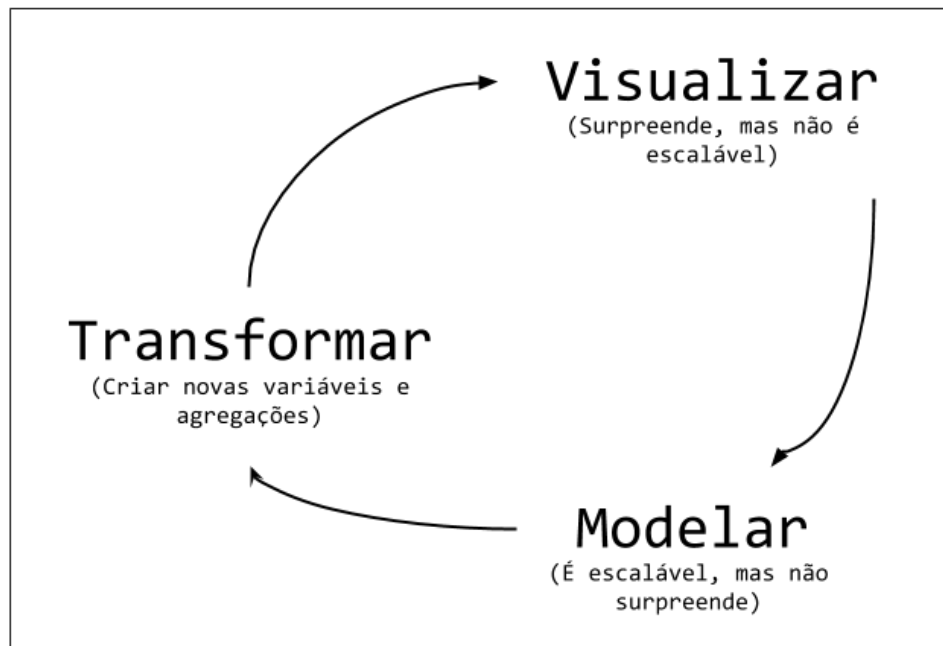 Visualizar
(Surpreende, mas não é
escalável)
Transformar
(Criar novas variáveis e
agregações)
Modelar
(É escalável, mas não
surpreende)